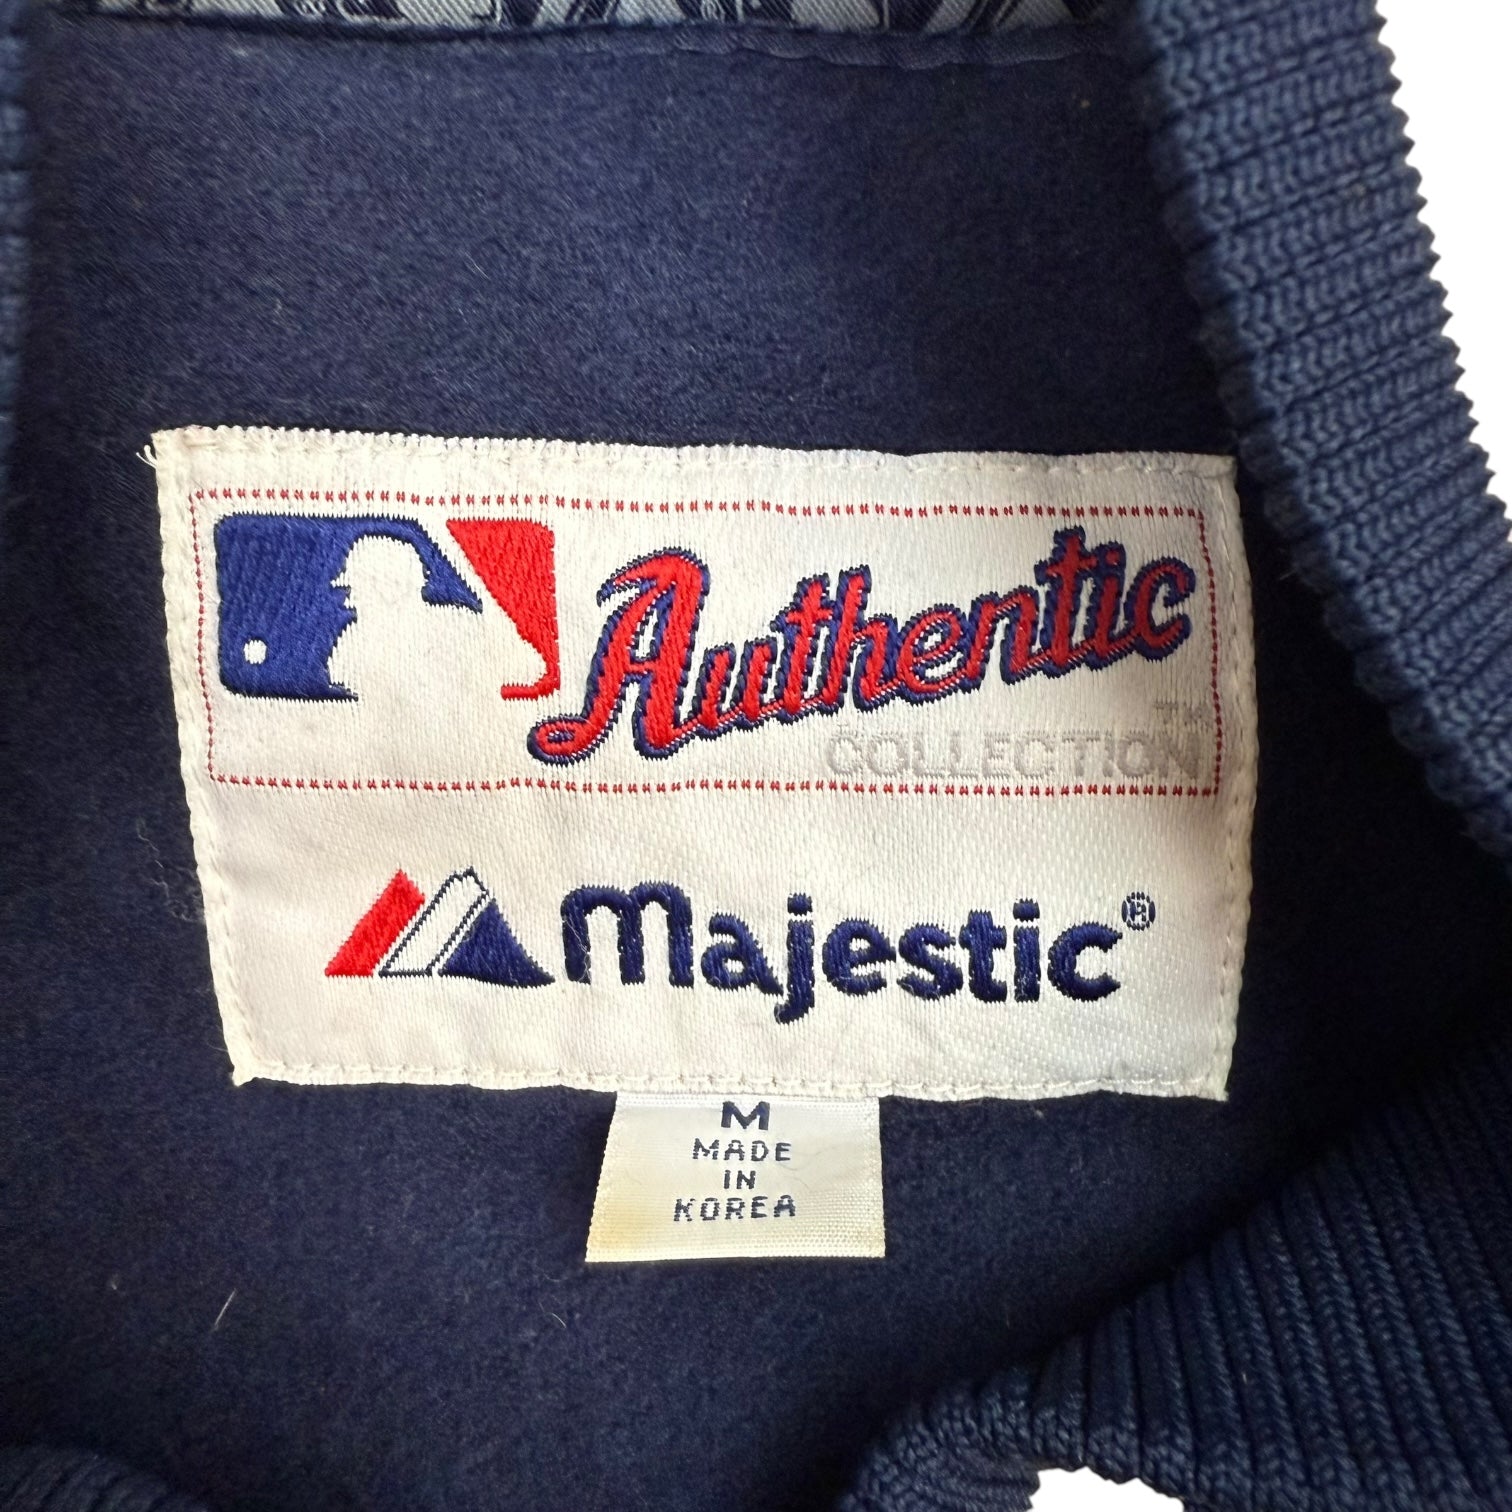 Authentic
TM
COLLECTION
Majestic®
M
MADE
IN
KOREA